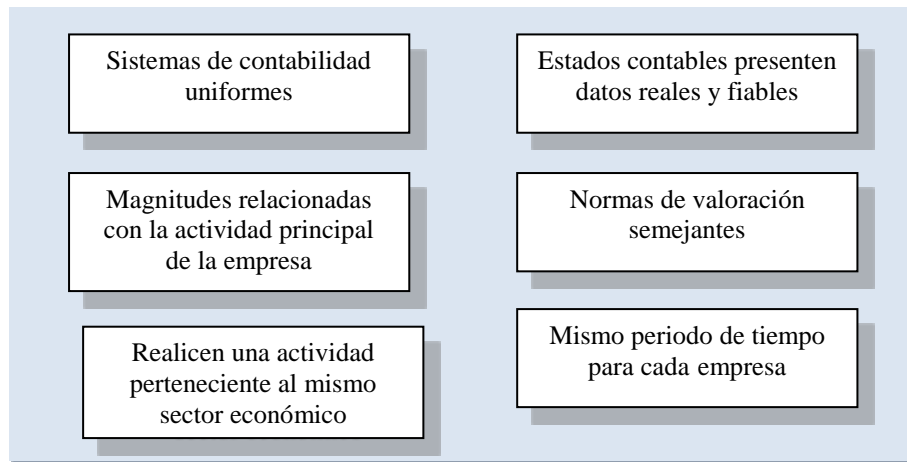 Sistemas de contabilidad
uniformes
Estados contables presenten
datos reales y fiables
Magnitudes relacionadas
con la actividad principal
de la empresa
Normas de valoración
semejantes
Realicen una actividad
perteneciente al mismo
sector económico
Mismo periodo de tiempo
para cada empresa